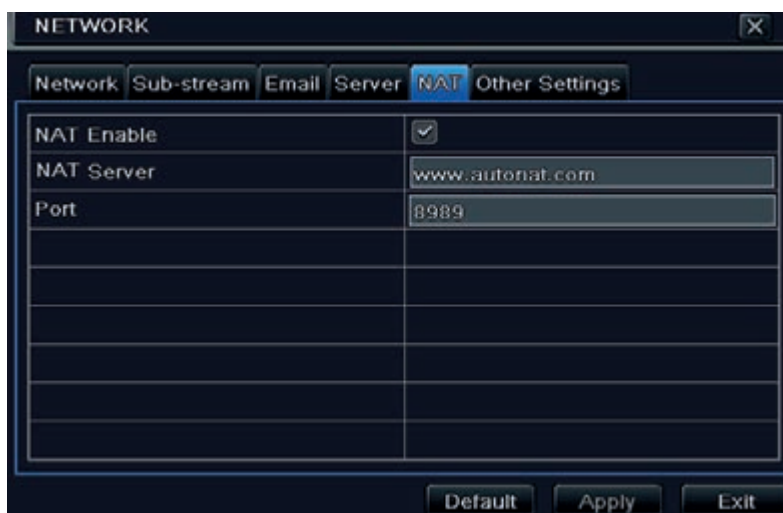 NETWORK
Network Sub-stream Email Server NAT Other Settings
NAT Enable
NAT Server www.autonat.com
Port 8989
Default Apply Exit